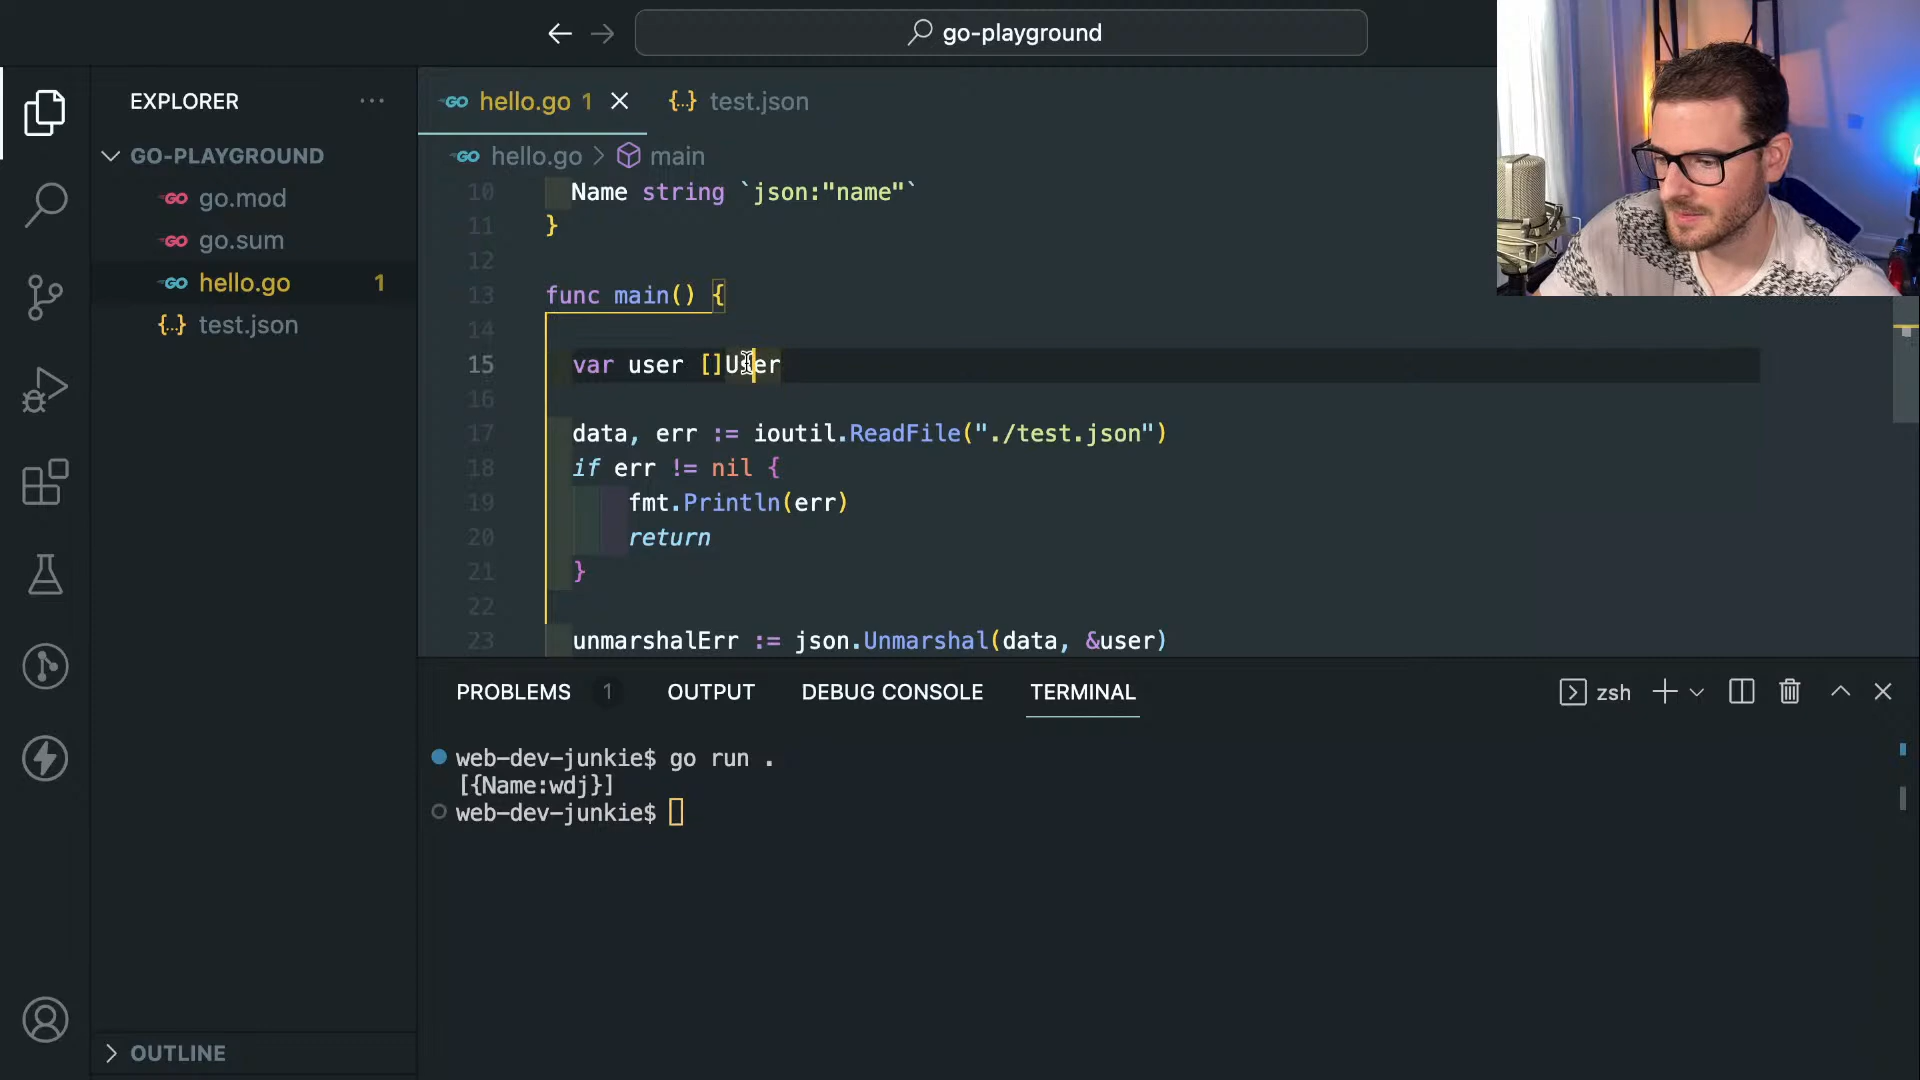 go-playground
EXPLORER
GO-PLAYGROUND
go.mod
go.sum
hello.go 1
test.json
OUTLINE
hello.go 1
test.json
hello.go > main
10 Name string `json:"name"`
11 }
12
13 func main() {
14
15 var user []User
16
17 data, err := ioutil.ReadFile("./test.json")
18 if err != nil {
19 fmt.Println(err)
20 return
21 }
22
23 unmarshalErr := json.Unmarshal(data, &user)
PROBLEMS 1 OUTPUT DEBUG CONSOLE TERMINAL zsh
web-dev-junkie$ go run .
[{Name:wdj}]
web-dev-junkie$